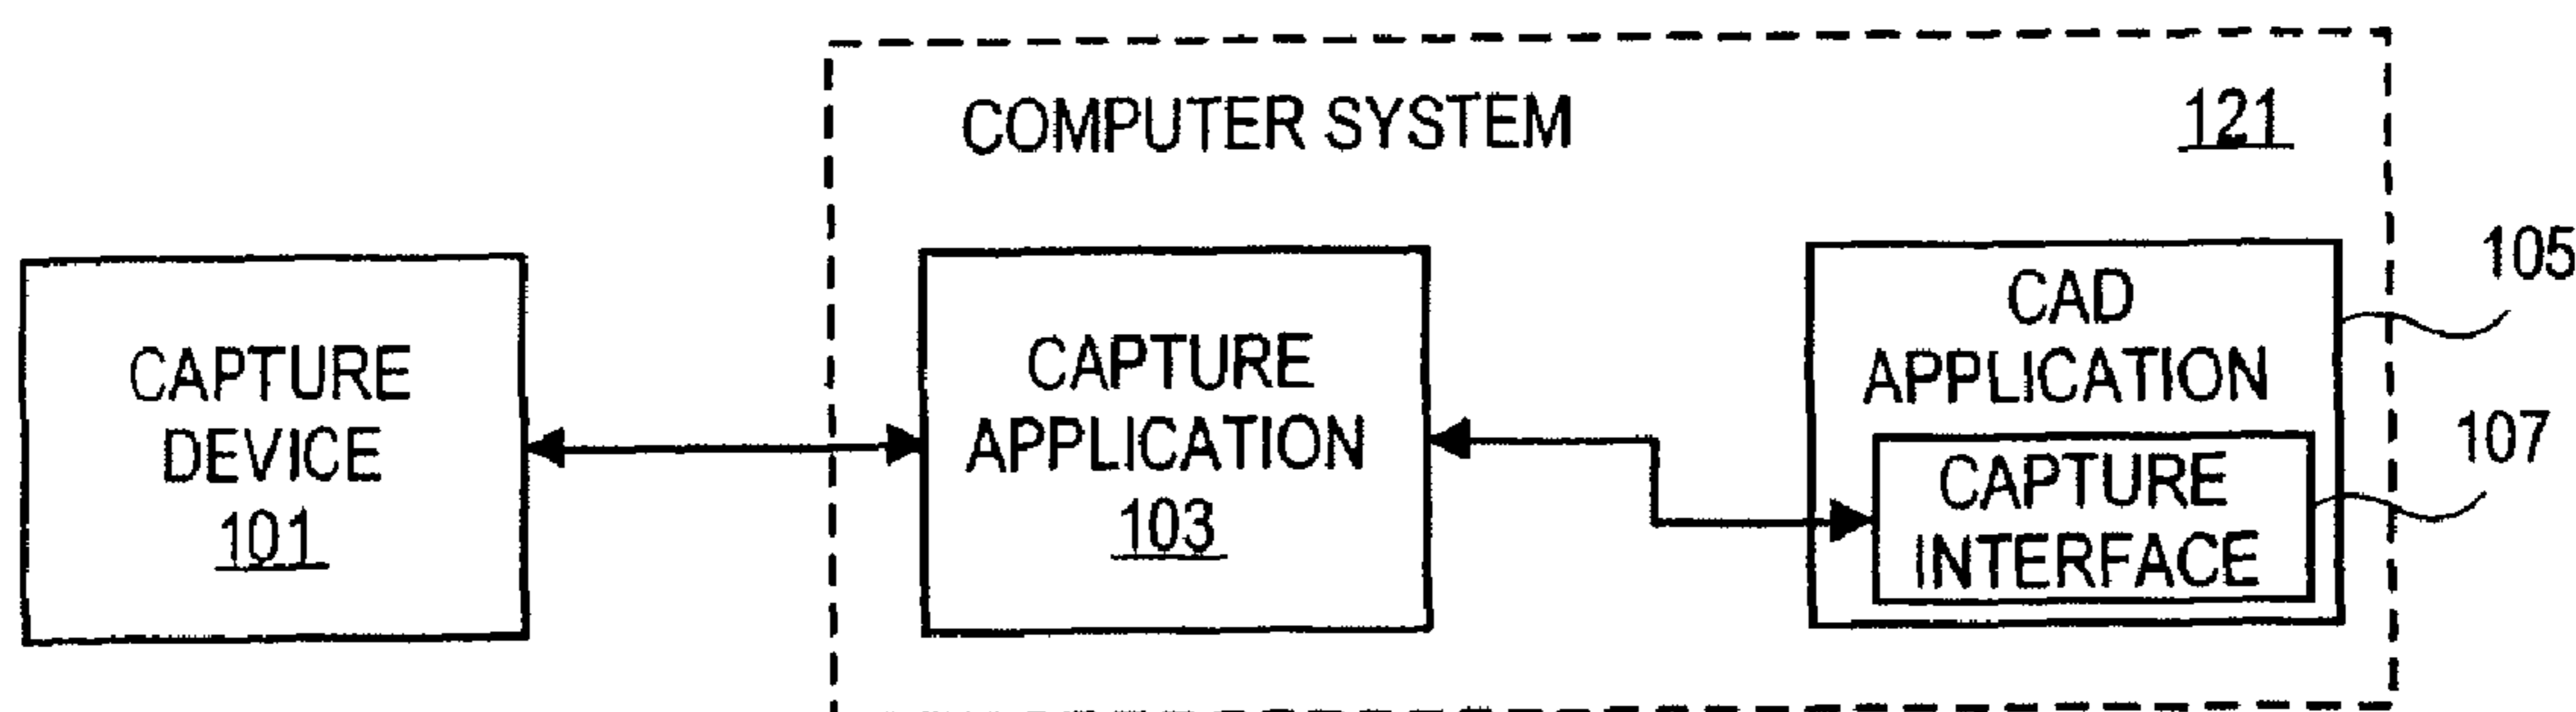 COMPUTER SYSTEM
121
CAPTURE
DEVICE
101
CAPTURE
APPLICATION
103
CAD
APPLICATION
CAPTURE
INTERFACE
105
107